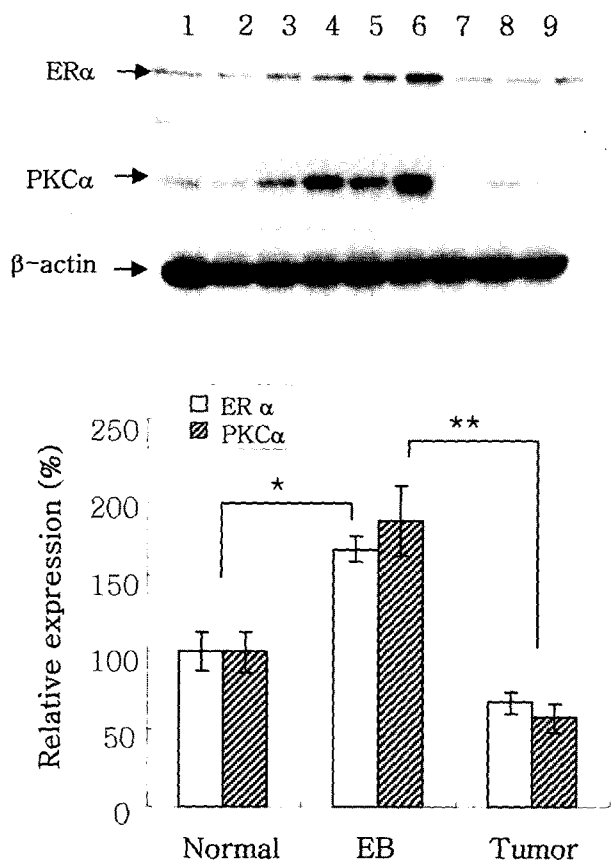 1 2 3 4 5 6 7 8 9
ERα
PKCα
β-actin
ER α
PKCα
250
200
150
100
50
0
Relative expression (%)
*
**
Normal EB Tumor